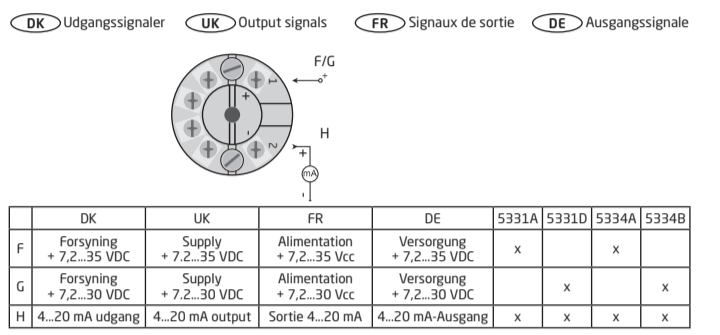 DK Udgangssignaler UK Output signals FR Signaux de sortie DE Ausgangssignale
F/G
+
1
+
-
H
2
+
mA
-
DK UK FR DE 5331A 5331D 5334A 5334B
F Forsyning + 7,2...35 VDC Supply + 7.2...35 VDC Alimentation + 7,2...35 Vcc Versorgung + 7,2...35 VDC x x
G Forsyning + 7,2...30 VDC Supply + 7.2...30 VDC Alimentation + 7,2...30 Vcc Versorgung + 7,2...30 VDC x x
H 4...20 mA udgang 4...20 mA output Sortie 4...20 mA 4...20 mA-Ausgang x x x x